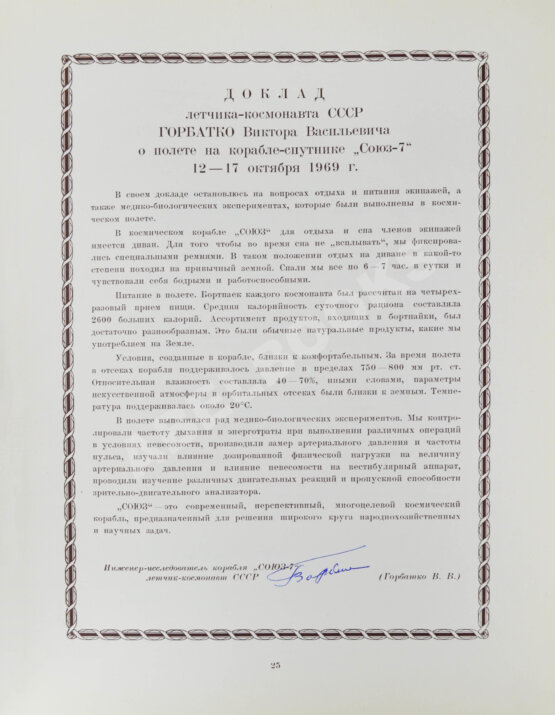 ДОКЛАД
летчика-космонавта СССР
ГОРБАТКО Виктора Васильевича
о полете на корабле-спутнике „Союз-7“
12—17 октября 1969 г.
В своем докладе остановлюсь на вопросах отдыха и питания экипажей, а
также медико-биологических экспериментах, которые были выполнены в косми-
ческом полете.
В космическом корабле „СОЮЗ“ для отдыха и сна членов экипажей
имеется диван. Для того чтобы во время сна не „всплывать“, мы фиксирова-
лись специальными ремнями. В таком положении отдых на диване в какой-то
степени походил на привычный земной. Спали мы все по 6—7 час. в сутки и
чувствовали себя бодрыми и работоспособными.
Питание в полете. Бортпаек каждого космонавта был рассчитан на четырех-
разовый прием пищи. Средняя калорийность суточного рациона составляла
2600 больших калорий. Ассортимент продуктов, входящих в бортпайки, был
достаточно разнообразным. Это были обычные натуральные продукты, какие мы
употребляем на Земле.
Условия, созданные в корабле, близки к комфортабельным. За время полета
в отсеках корабля поддерживалось давление в пределах 750—800 мм рт. ст.
Относительная влажность составляла 40—70%, иными словами, параметры
искусственной атмосферы в орбитальных отсеках были близки к земным. Темпе-
ратура поддерживалась около 20°С.
В полете выполнялся ряд медико-биологических экспериментов. Мы конт-
ролировали частоту дыхания и энерготраты при выполнении различных операций
в условиях невесомости, производили замер артериального давления и частоты
пульса, изучали влияние дозированной физической нагрузки на величину
артериального давления и влияние невесомости на вестибулярный аппарат,
проводили изучение различных двигательных реакций и пропускной способности
зрительно-двигательного анализатора.
„СОЮЗ“ — это современный, перспективный, многоцелевой космический
корабль, предназначенный для решения широкого круга народнохозяйственных
и научных задач.
Инженер-исследователь корабля „СОЮЗ-7“
летчик-космонавт СССР (Горбатко В. В.)
25